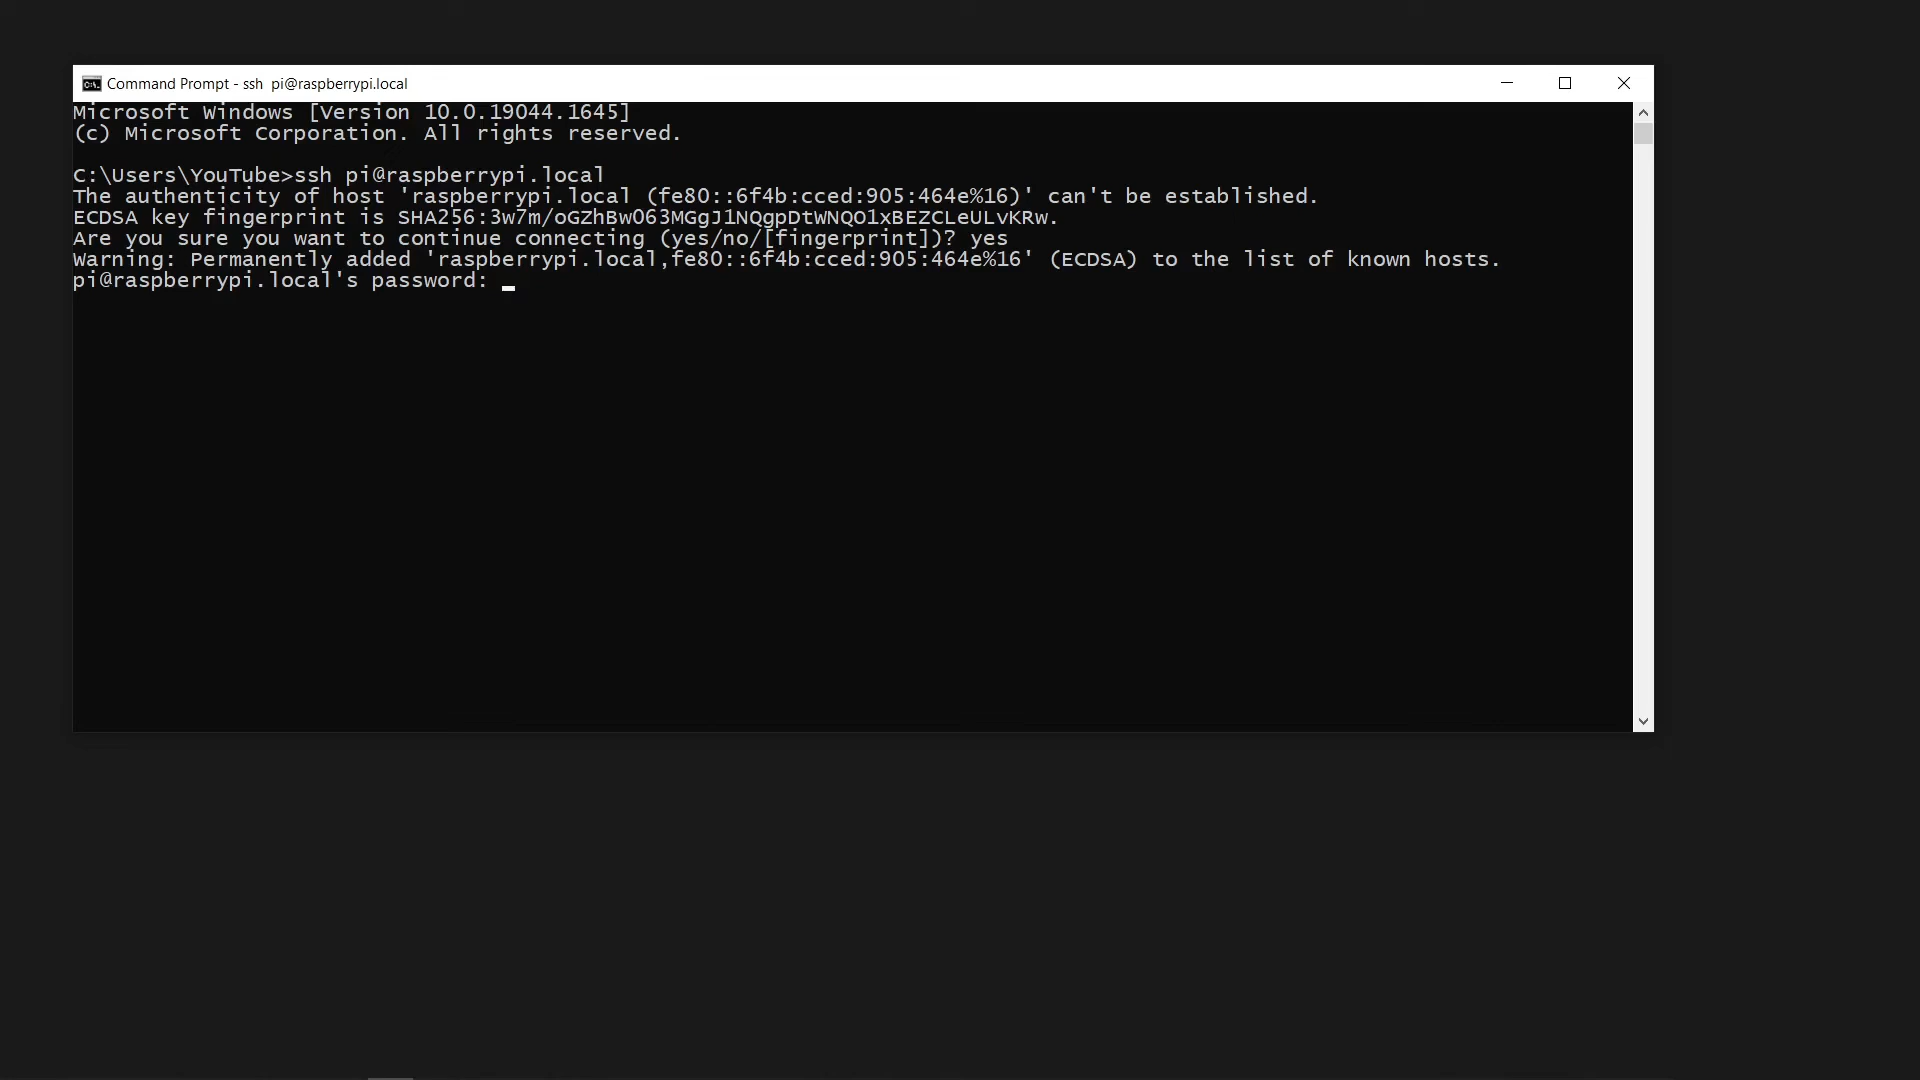 Command Prompt - ssh  pi@raspberrypi.local
Microsoft Windows [Version 10.0.19044.1645]
(c) Microsoft Corporation. All rights reserved.
C:\Users\YouTube>ssh pi@raspberrypi.local
The authenticity of host 'raspberrypi.local (fe80::6f4b:cced:905:464e%16)' can't be established.
ECDSA key fingerprint is SHA256:3w7m/oGZhBwO63MGgJ1NQgpDtWNQO1xBEZCLeULvKRw.
Are you sure you want to continue connecting (yes/no/[fingerprint])? yes
Warning: Permanently added 'raspberrypi.local,fe80::6f4b:cced:905:464e%16' (ECDSA) to the list of known hosts.
pi@raspberrypi.local's password: _